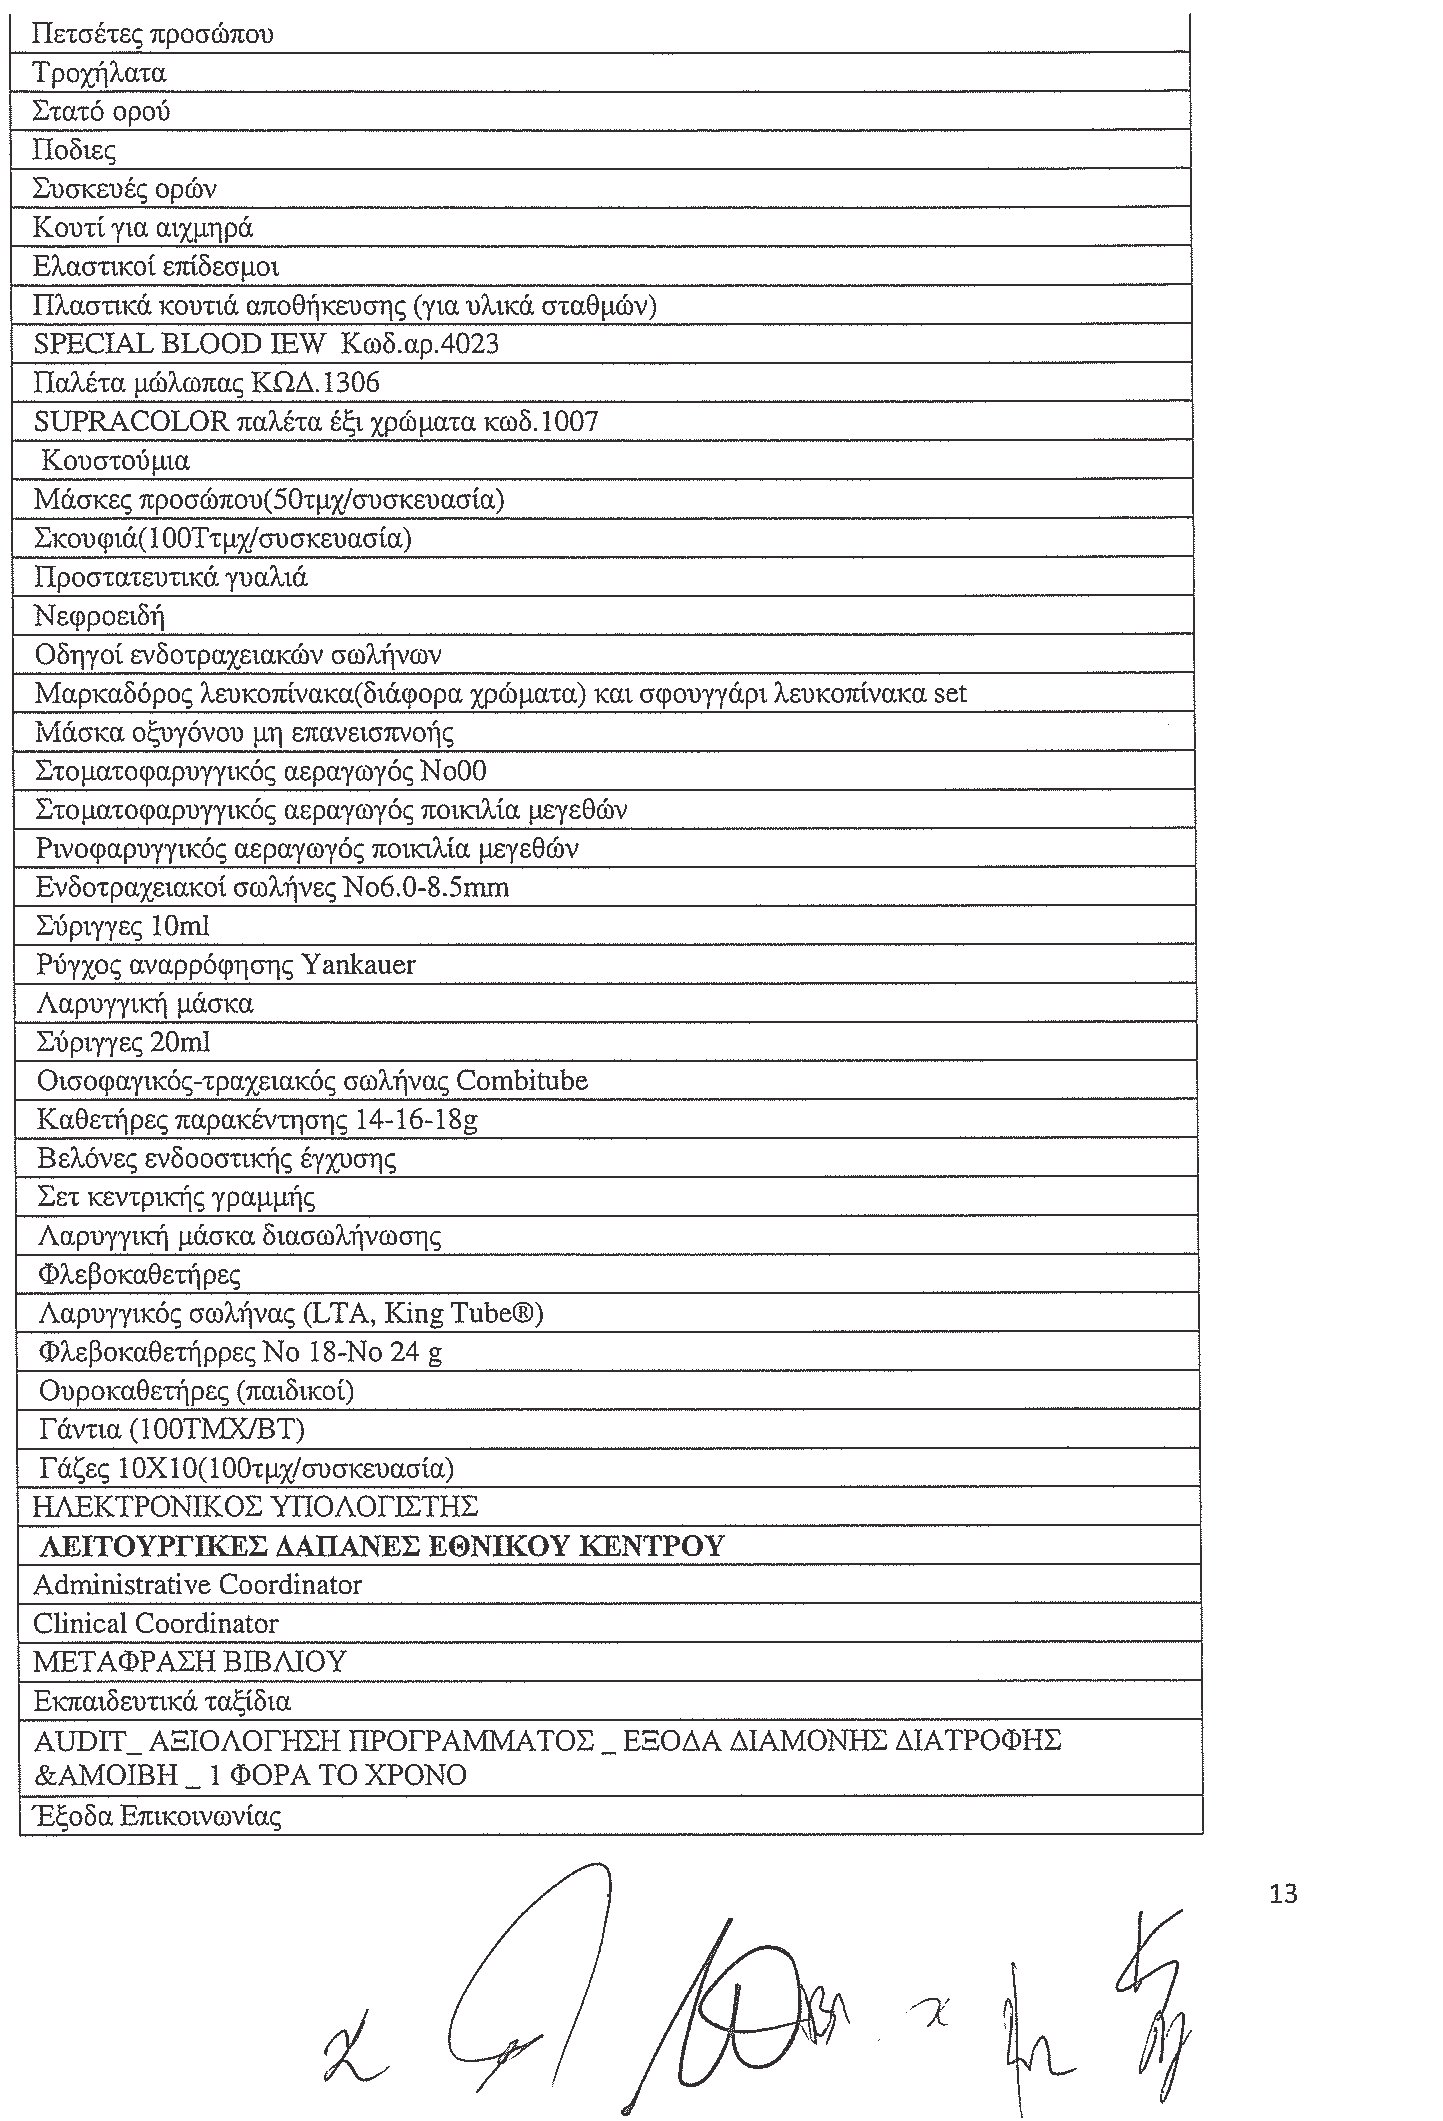 Πετσέτες προσώπου
Τροχήλατα
Στατό ορού
Ποδιες
Συσκευές ορών
Κουτί για αιχμηρά
Ελαστικοί επίδεσμοι
Πλαστικά κουτιά αποθήκευσης (για υλικά σταθμών)
SPECIAL BLOOD IEW Κωδ.αρ.4023
Παλέτα μώλωπας ΚΩΔ.1306
SUPRACOLOR παλέτα έξι χρώματα κωδ.1007
Κουστούμια
Μάσκες προσώπου(50τμχ/συσκευασία)
Σκουφιά(100Ττμχ/συσκευασία)
Προστατευτικά γυαλιά
Νεφροειδή
Οδηγοί ενδοτραχειακών σωλήνων
Μαρκαδόρος λευκοπίνακα(διάφορα χρώματα) και σφουγγάρι λευκοπίνακα set
Μάσκα οξυγόνου μη επανεισπνοής
Στοματοφαρυγγικός αεραγωγός Νο00
Στοματοφαρυγγικός αεραγωγός ποικιλία μεγεθών
Ρινοφαρυγγικός αεραγωγός ποικιλία μεγεθών
Ενδοτραχειακοί σωλήνες Νο6.0-8.5mm
Σύριγγες 10ml
Ρύγχος αναρρόφησης Yankauer
Λαρυγγική μάσκα
Σύριγγες 20ml
Οισοφαγικός-τραχειακός σωλήνας Combitube
Καθετήρες παρακέντησης 14-16-18g
Βελόνες ενδοοστικής έγχυσης
Σετ κεντρικής γραμμής
Λαρυγγική μάσκα διασωλήνωσης
Φλεβοκαθετήρες
Λαρυγγικός σωλήνας (LTA, King Tube®)
Φλεβοκαθετήρρες Νο 18-Νο 24 g
Ουροκαθετήρες (παιδικοί)
Γάντια (100ΤΜΧ/ΒΤ)
Γάζες 10Χ10(100τμχ/συσκευασία)
ΗΛΕΚΤΡΟΝΙΚΟΣ ΥΠΟΛΟΓΙΣΤΗΣ
ΛΕΙΤΟΥΡΓΙΚΕΣ ΔΑΠΑΝΕΣ ΕΘΝΙΚΟΥ ΚΕΝΤΡΟΥ
Administrative Coordinator
Clinical Coordinator
ΜΕΤΑΦΡΑΣΗ ΒΙΒΛΙΟΥ
Εκπαιδευτικά ταξίδια
AUDIT_ ΑΞΙΟΛΟΓΗΣΗ ΠΡΟΓΡΑΜΜΑΤΟΣ _ ΕΞΟΔΑ ΔΙΑΜΟΝΗΣ ΔΙΑΤΡΟΦΗΣ
&ΑΜΟΙΒΗ _ 1 ΦΟΡΑ ΤΟ ΧΡΟΝΟ
Έξοδα Επικοινωνίας
13